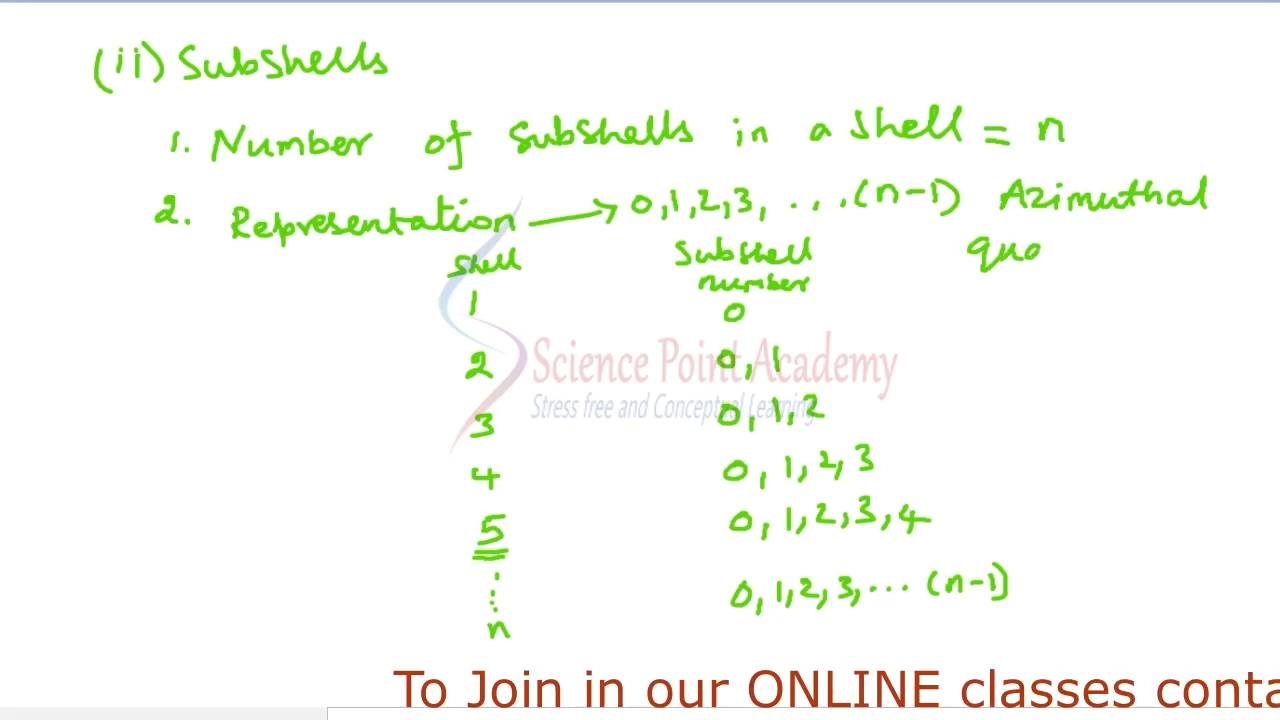 (ii) Subshells
1. Number of Subshells in a Shell = n
2. Representation → 0,1,2,3, ... (n-1) Azimuthal
qua
Shell Subshell number
1 0
2 0, 1
3 0, 1, 2
4 0, 1, 2, 3
5 0, 1, 2, 3, 4
⋮
n 0, 1, 2, 3, ... (n-1)
Science Point Academy
Stress free and Conceptual Learning
To Join in our ONLINE classes conta